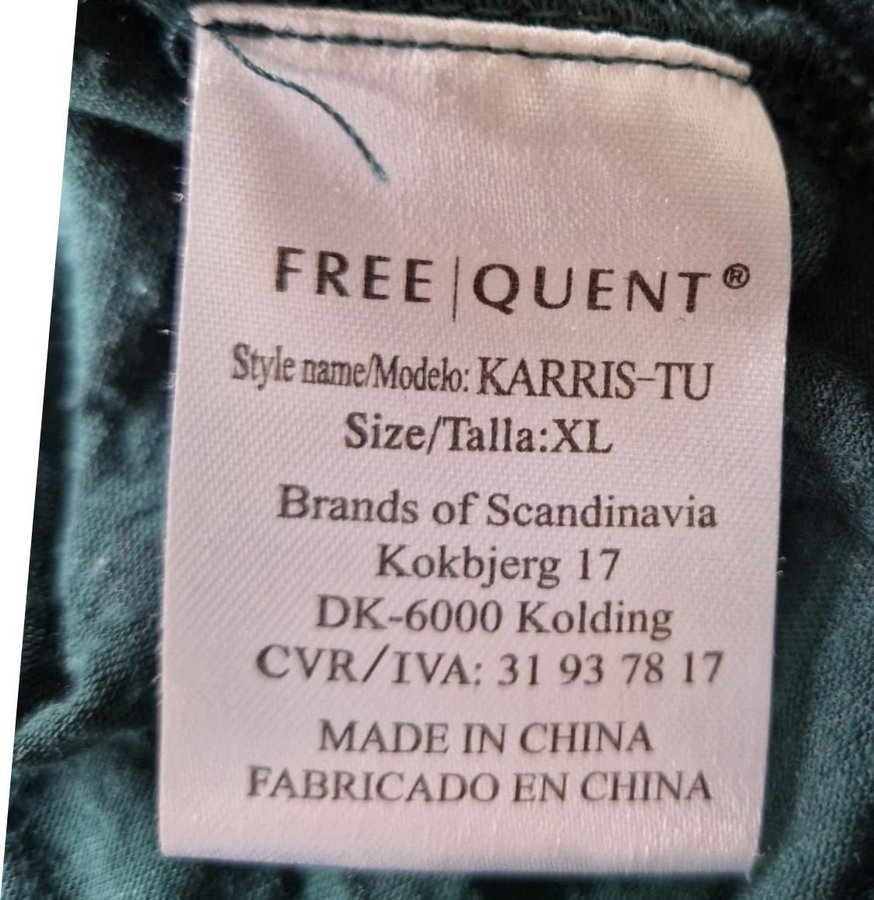 FREE|QUENT®
Style name/Modelo: KARRIS-TU
Size/Talla:XL
Brands of Scandinavia
Kokbjerg 17
DK-6000 Kolding
CVR/IVA: 31 93 78 17
MADE IN CHINA
FABRICADO EN CHINA